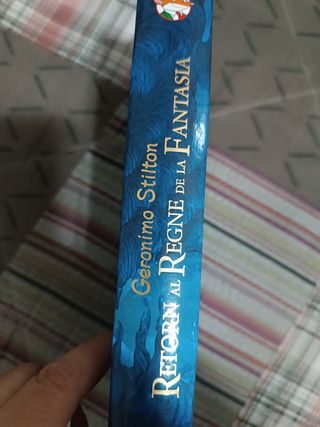 Geronimo Stilton
RETORN AL REGNE DE LA FANTASIA